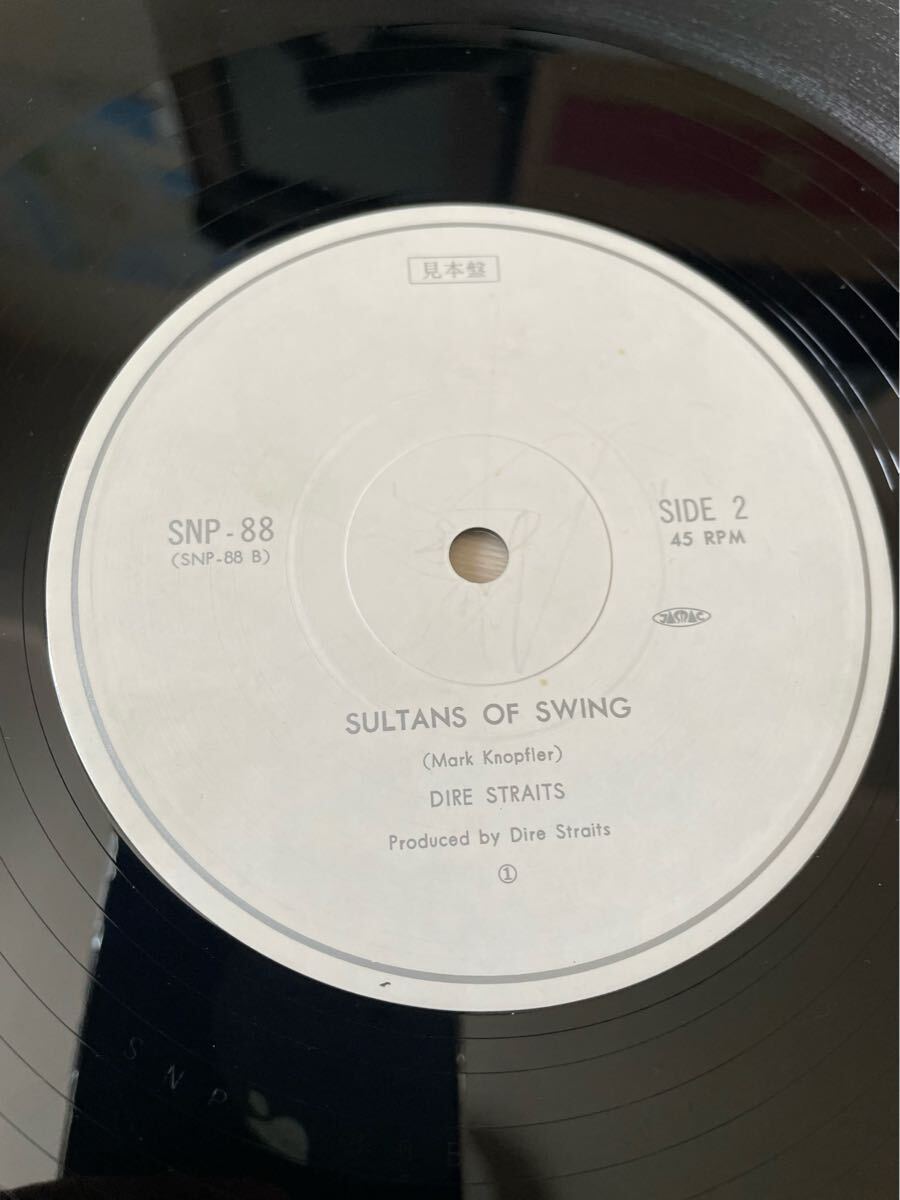 見本盤
SNP-88
(SNP-88 B)
SIDE 2
45 RPM
JASRAC
SULTANS OF SWING
(Mark Knopfler)
DIRE STRAITS
Produced by Dire Straits
①
SNP